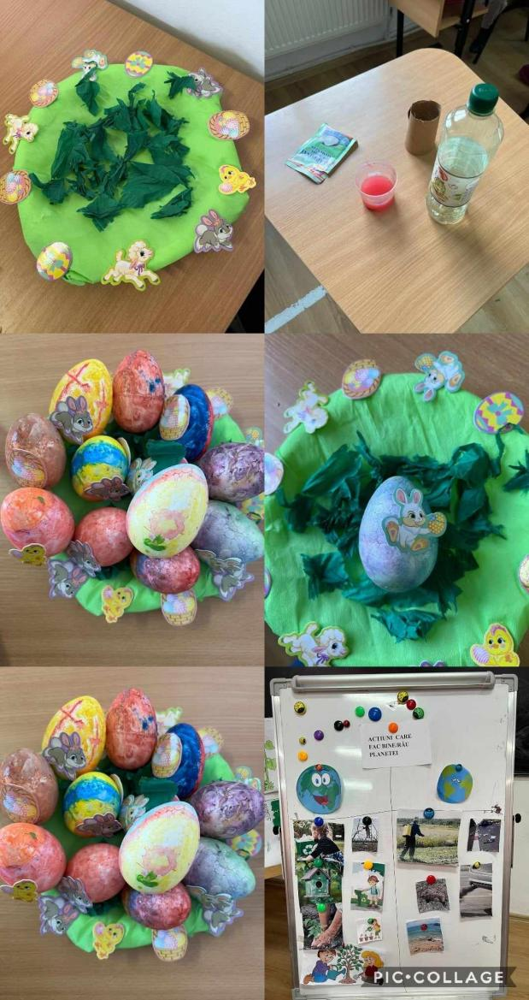 ACȚIUNI CARE
FAC BINE/RĂU
PLANETEI
PIC•COLLAGE